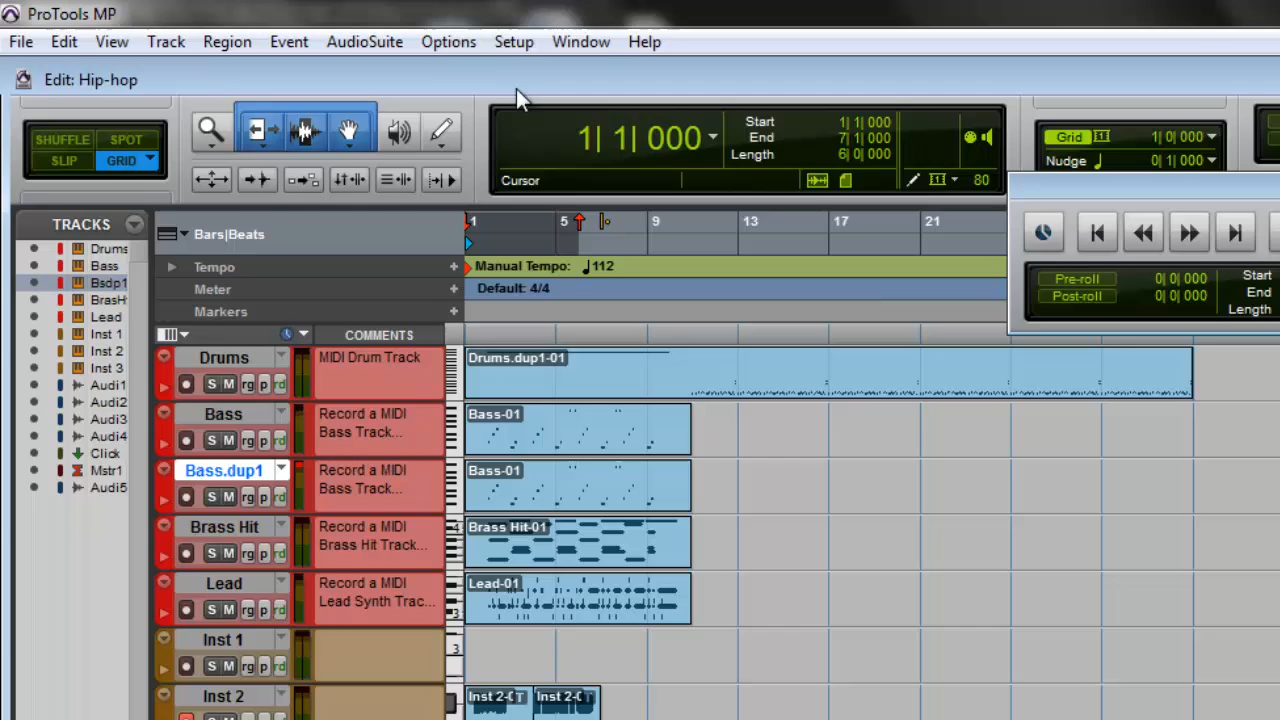 ProTools MP
File Edit View Track Region Event AudioSuite Options Setup Window Help
Edit: Hip-hop
SHUFFLE SPOT
SLIP GRID
1| 1| 000
Start 1| 1| 000
End 7| 1| 000
Length 6| 0| 000
Cursor
80
Grid 1| 0| 000
Nudge 0| 1| 000
TRACKS
Drums
Bass
Bsdp1
BrasH
Lead
Inst 1
Inst 2
Inst 3
Audi1
Audi2
Audi3
Audi4
Click
Mstr1
Audi5
Bars|Beats
1 5 9 13 17 21
Tempo
Manual Tempo: 112
Meter
Default: 4/4
Markers
Pre-roll 0| 0| 000
Post-roll 0| 0| 000
Start
End
Length
COMMENTS
Drums
S M rg p rd
MIDI Drum Track
Drums.dup1-01
Bass
S M rg p rd
Record a MIDI
Bass Track...
Bass-01
Bass.dup1
S M rg p rd
Record a MIDI
Bass Track...
Bass-01
Brass Hit
S M rg p rd
Record a MIDI
Brass Hit Track...
4
Brass Hit-01
Lead
S M rg p rd
Record a MIDI
Lead Synth Trac...
3
Lead-01
Inst 1
S M rg p rd
3
Inst 2
S M rg p rd
Inst 2-0 Inst 2-0